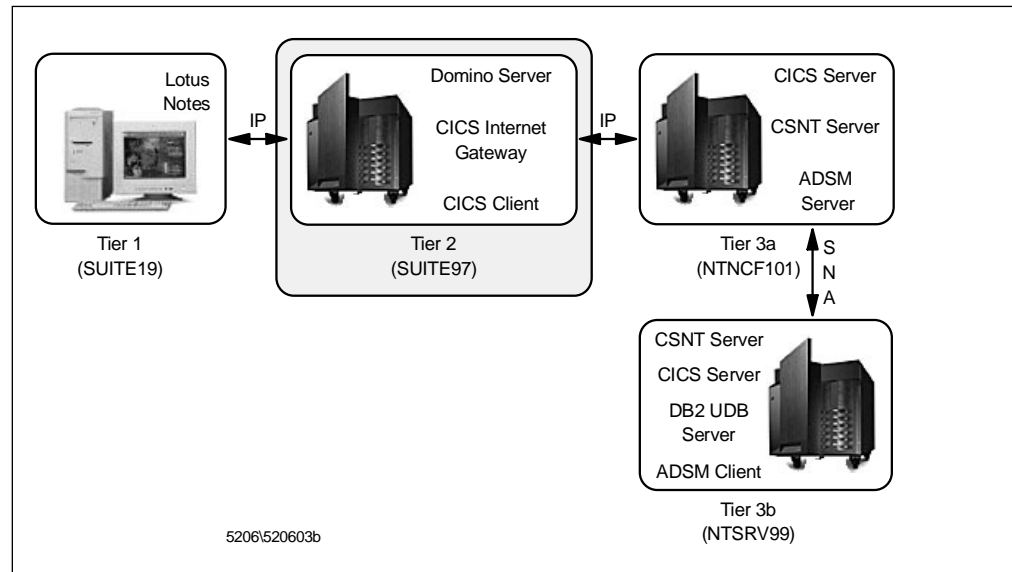 Lotus
Notes
IP
Domino Server
CICS Internet
Gateway
CICS Client
IP
CICS Server
CSNT Server
ADSM
Server
Tier 1
(SUITE19)
Tier 2
(SUITE97)
Tier 3a
(NTNCF101)
S
N
A
CSNT Server
CICS Server
DB2 UDB
Server
ADSM Client
Tier 3b
(NTSRV99)
5206\520603b